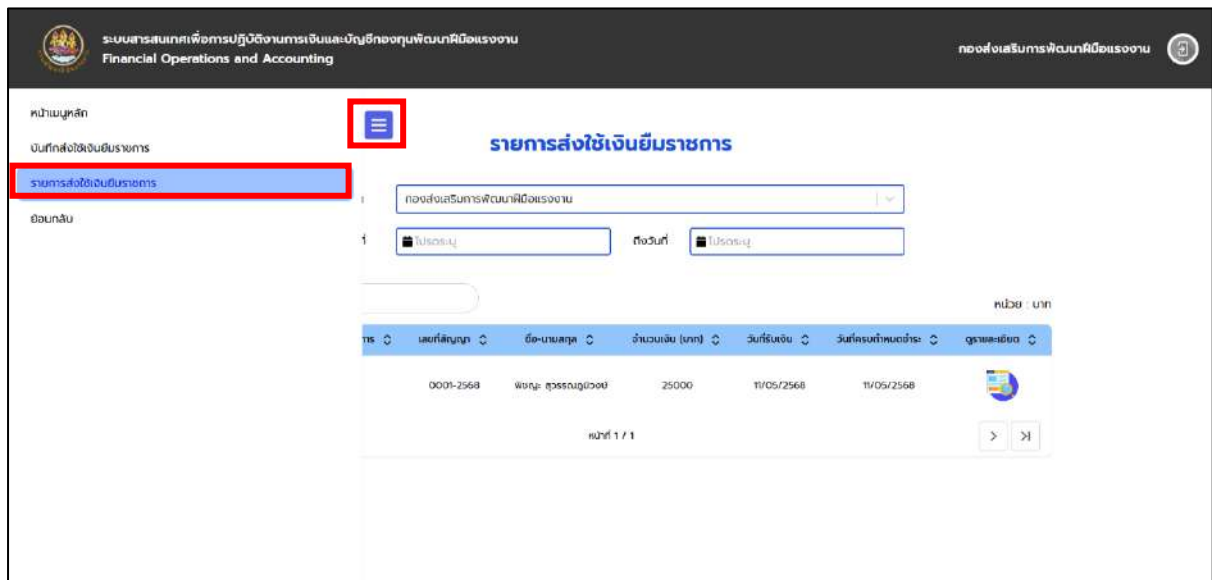 ระบบสารสนเทศเพื่อการปฏิบัติงานการเงินและบัญชีกองทุนพัฒนาฝีมือแรงงาน
Financial Operations and Accounting
กองส่งเสริมการพัฒนาฝีมือแรงงาน
หน้าเมนูหลัก
บันทึกส่งใช้เงินยืมราชการ
รายการส่งใช้เงินยืมราชการ
ย้อนกลับ
รายการส่งใช้เงินยืมราชการ
กองส่งเสริมการพัฒนาฝีมือแรงงาน
ที่ โปรดระบุ ถึงวันที่ โปรดระบุ
หน่วย : บาท
การ เลขที่สัญญา ชื่อ-นามสกุล จำนวนเงิน (บาท) วันที่รับเงิน วันที่ครบกำหนดชำระ ดูรายละเอียด
0001-2568 พิชญะ สุวรรณภูมิวงษ์ 25000 11/05/2568 11/05/2568
หน้าที่ 1 / 1